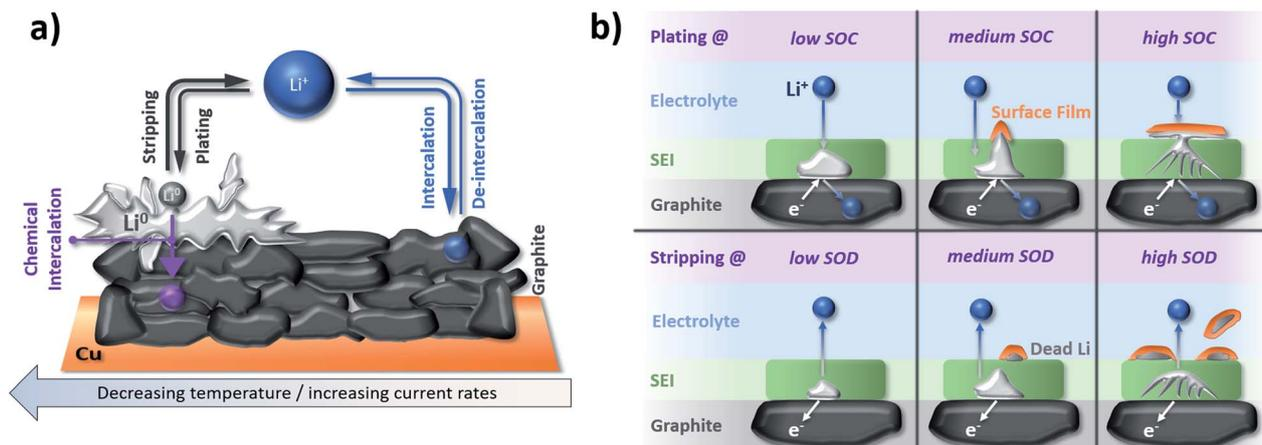 a)
Li⁺
Stripping
Plating
Intercalation
De-intercalation
Li⁰
Li⁰
Chemical
Intercalation
Graphite
Cu
Decreasing temperature / increasing current rates
b)
Plating @ low SOC medium SOC high SOC
Li⁺
Electrolyte
Surface Film
SEI
Graphite e⁻ e⁻ e⁻
Stripping @ low SOD medium SOD high SOD
Electrolyte
Dead Li
SEI
Graphite e⁻ e⁻ e⁻